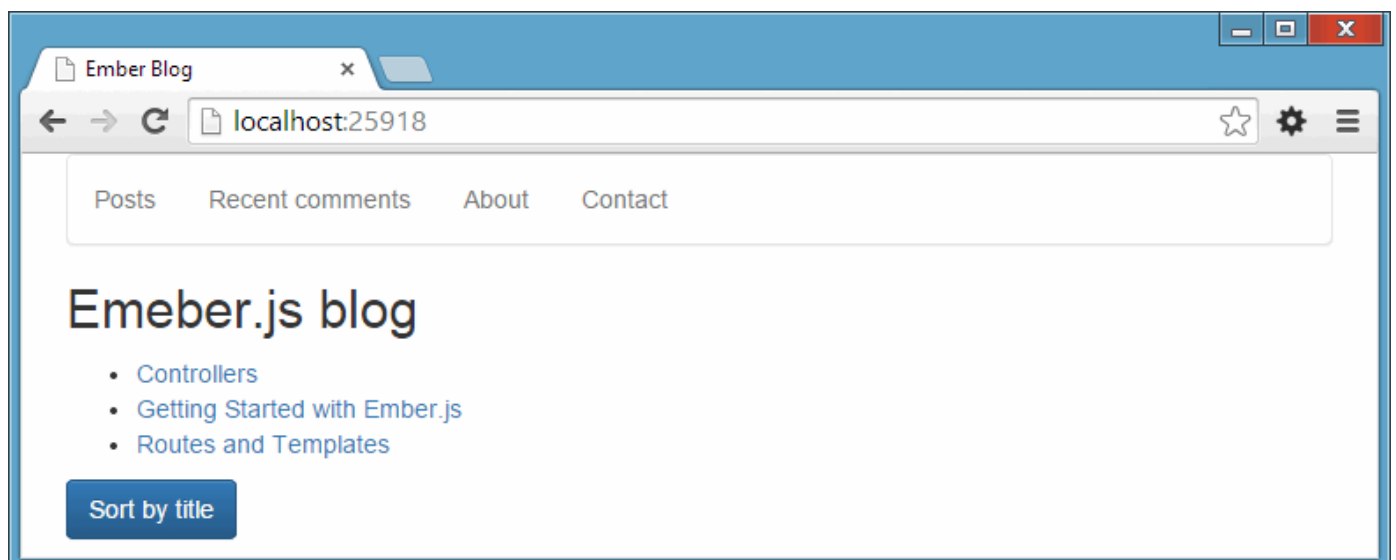 Ember Blog
localhost:25918
Posts Recent comments About Contact
Emeber.js blog
Controllers
Getting Started with Ember.js
Routes and Templates
Sort by title